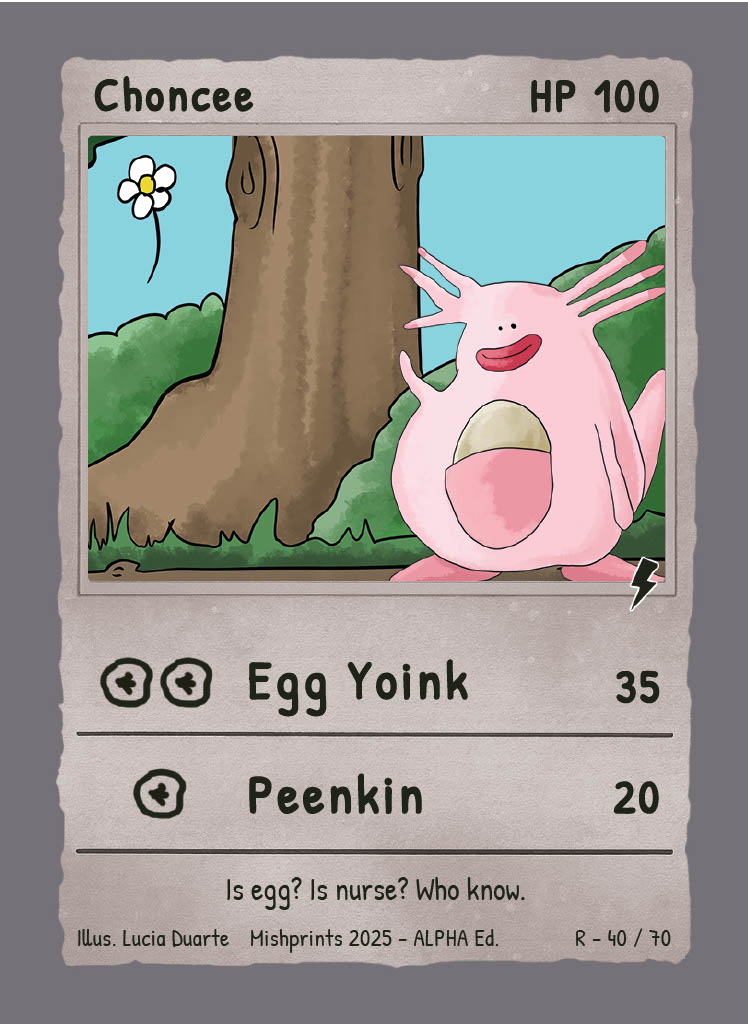 Choncee HP 100
Egg Yoink 35
Peenkin 20
Is egg? Is nurse? Who know.
Illus. Lucia Duarte Mishprints 2025 - ALPHA Ed. R - 40 / 70